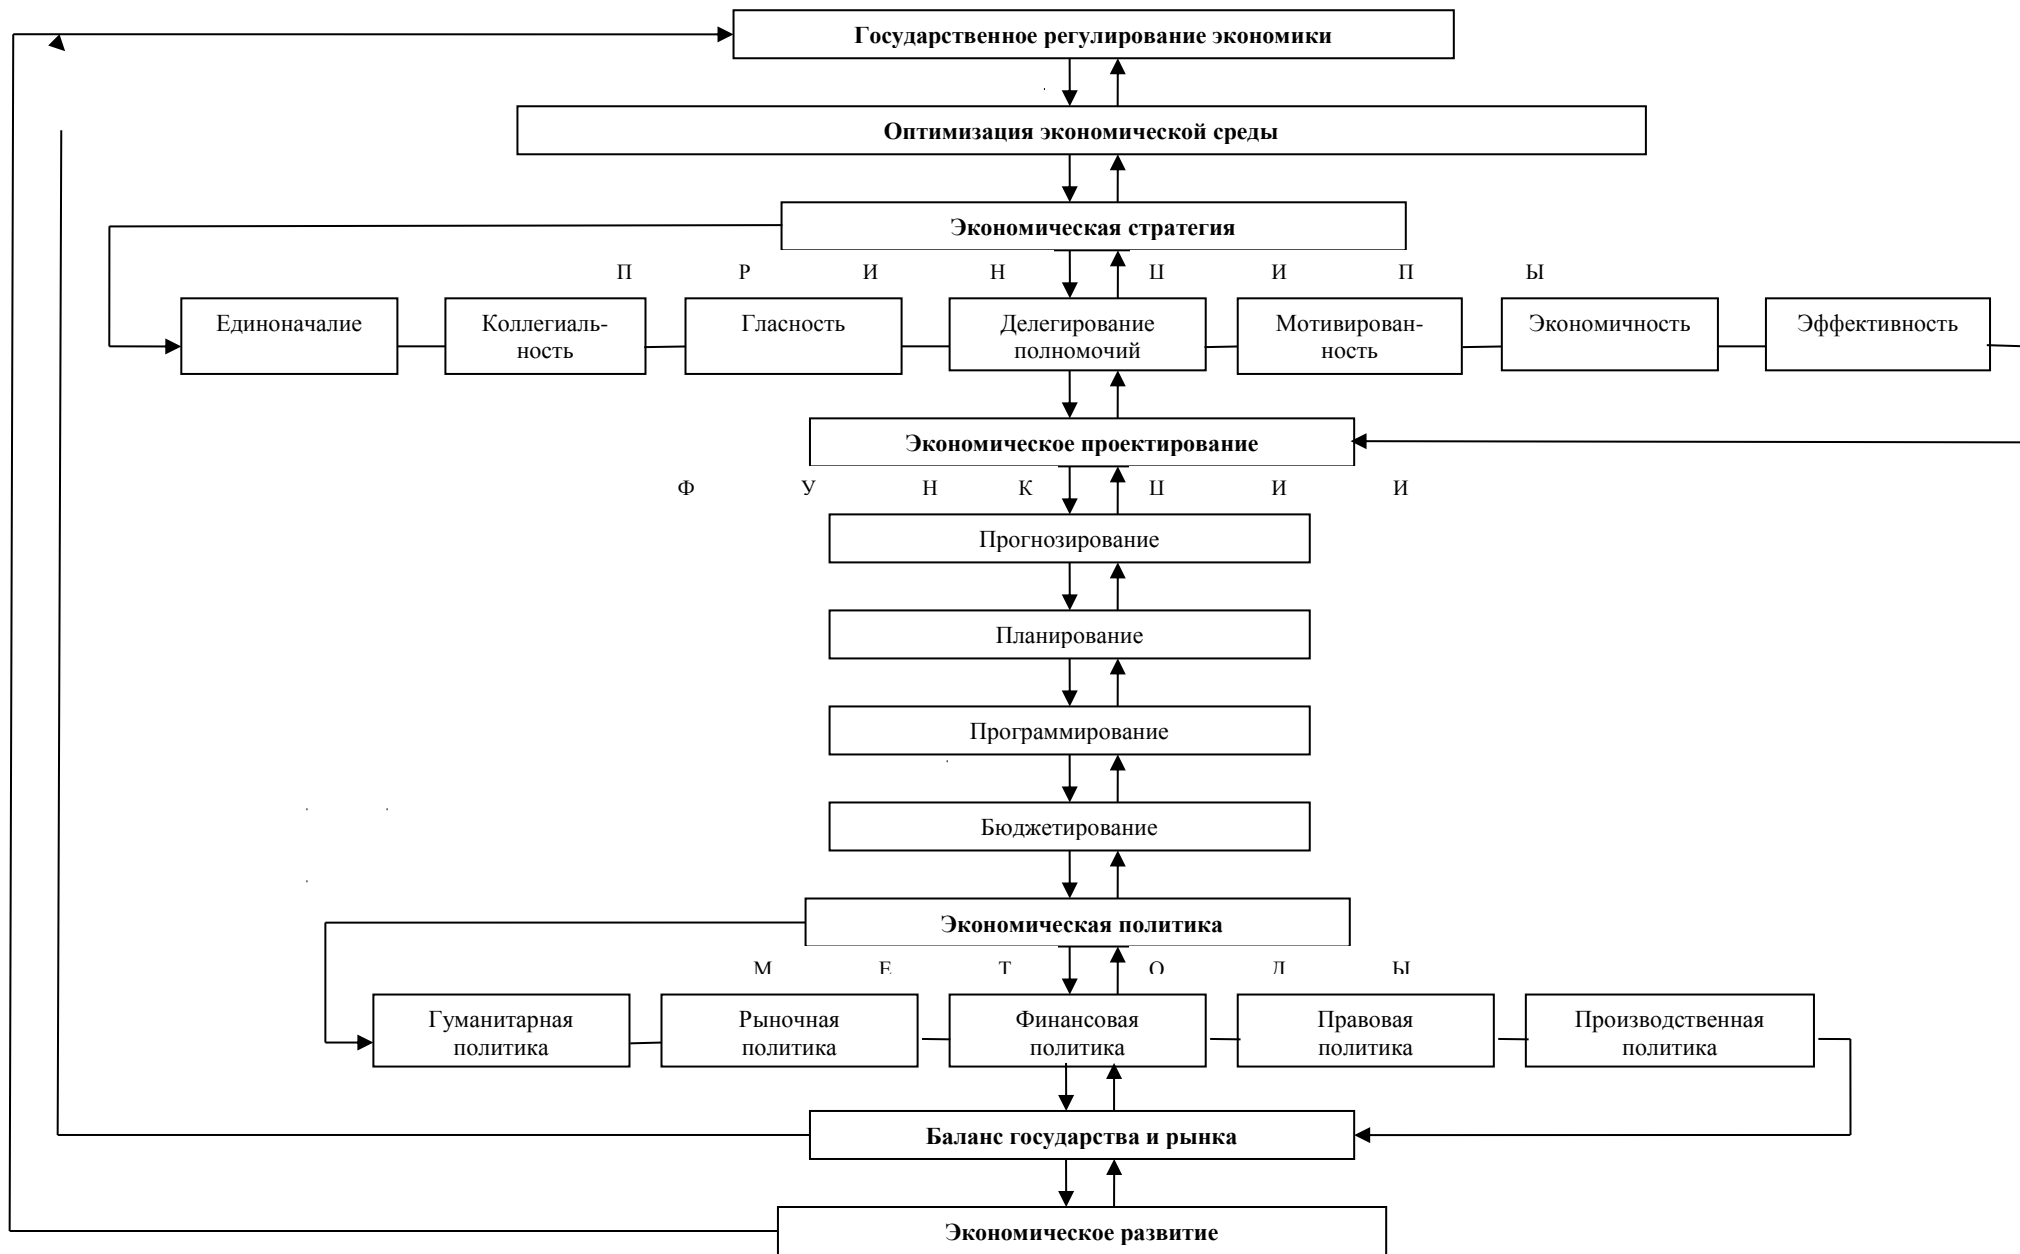 Государственное регулирование экономики
Оптимизация экономической среды
Экономическая стратегия
П Р И Н Ц И П Ы
Единоначалие
Коллегиаль-
ность
Гласность
Делегирование
полномочий
Мотивирован-
ность
Экономичность
Эффективность
Экономическое проектирование
Ф У Н К Ц И И
Прогнозирование
Планирование
Программирование
Бюджетирование
Экономическая политика
М Е Т О Д Ы
Гуманитарная
политика
Рыночная
политика
Финансовая
политика
Правовая
политика
Производственная
политика
Баланс государства и рынка
Экономическое развитие